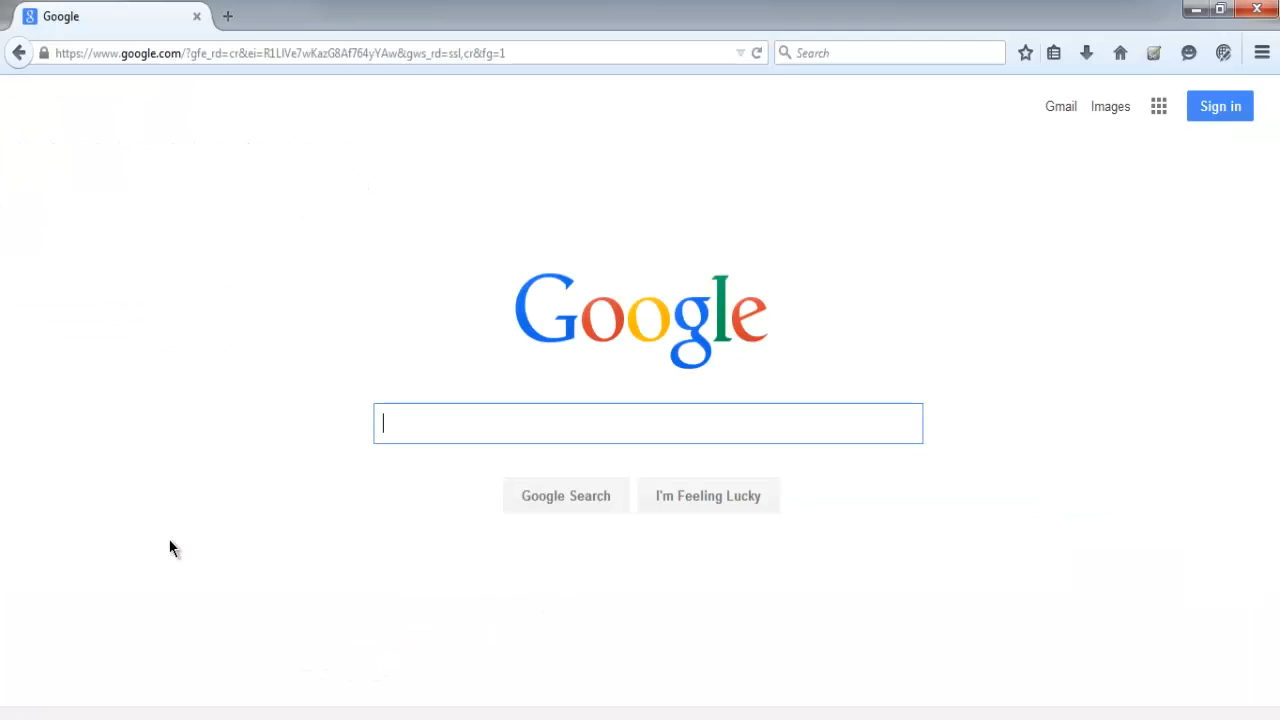 Google
https://www.google.com/?gfe_rd=cr&ei=R1LIVe7wKazG8Af764yYAw&gws_rd=ssl,cr&fg=1
Search
Gmail Images Sign in
Google
Google Search I'm Feeling Lucky